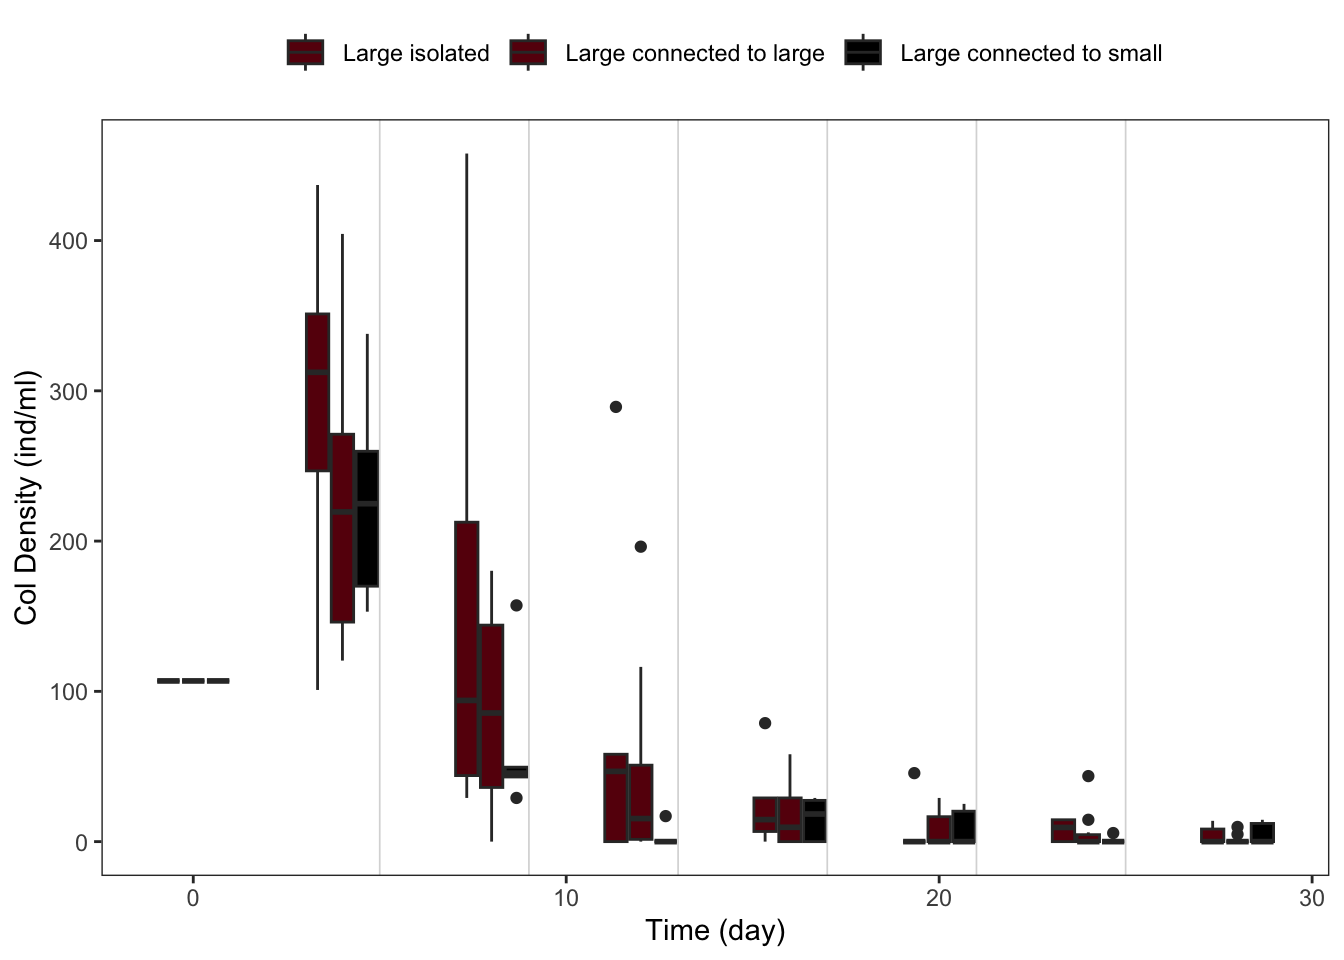 Large isolated Large connected to large Large connected to small
400
300
200
100
0
Col Density (ind/ml)
0 10 20 30
Time (day)